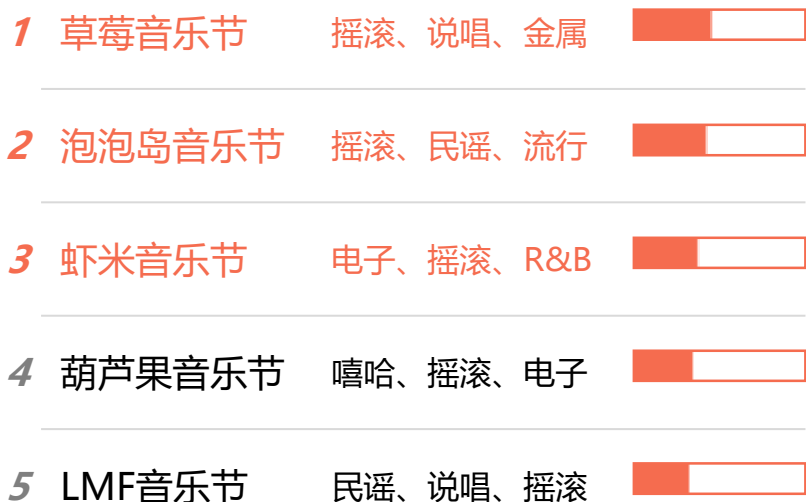 1 草莓音乐节 摇滚、说唱、金属
2 泡泡岛音乐节 摇滚、民谣、流行
3 虾米音乐节 电子、摇滚、R&B
4 葫芦果音乐节 嘻哈、摇滚、电子
5 LMF音乐节 民谣、说唱、摇滚